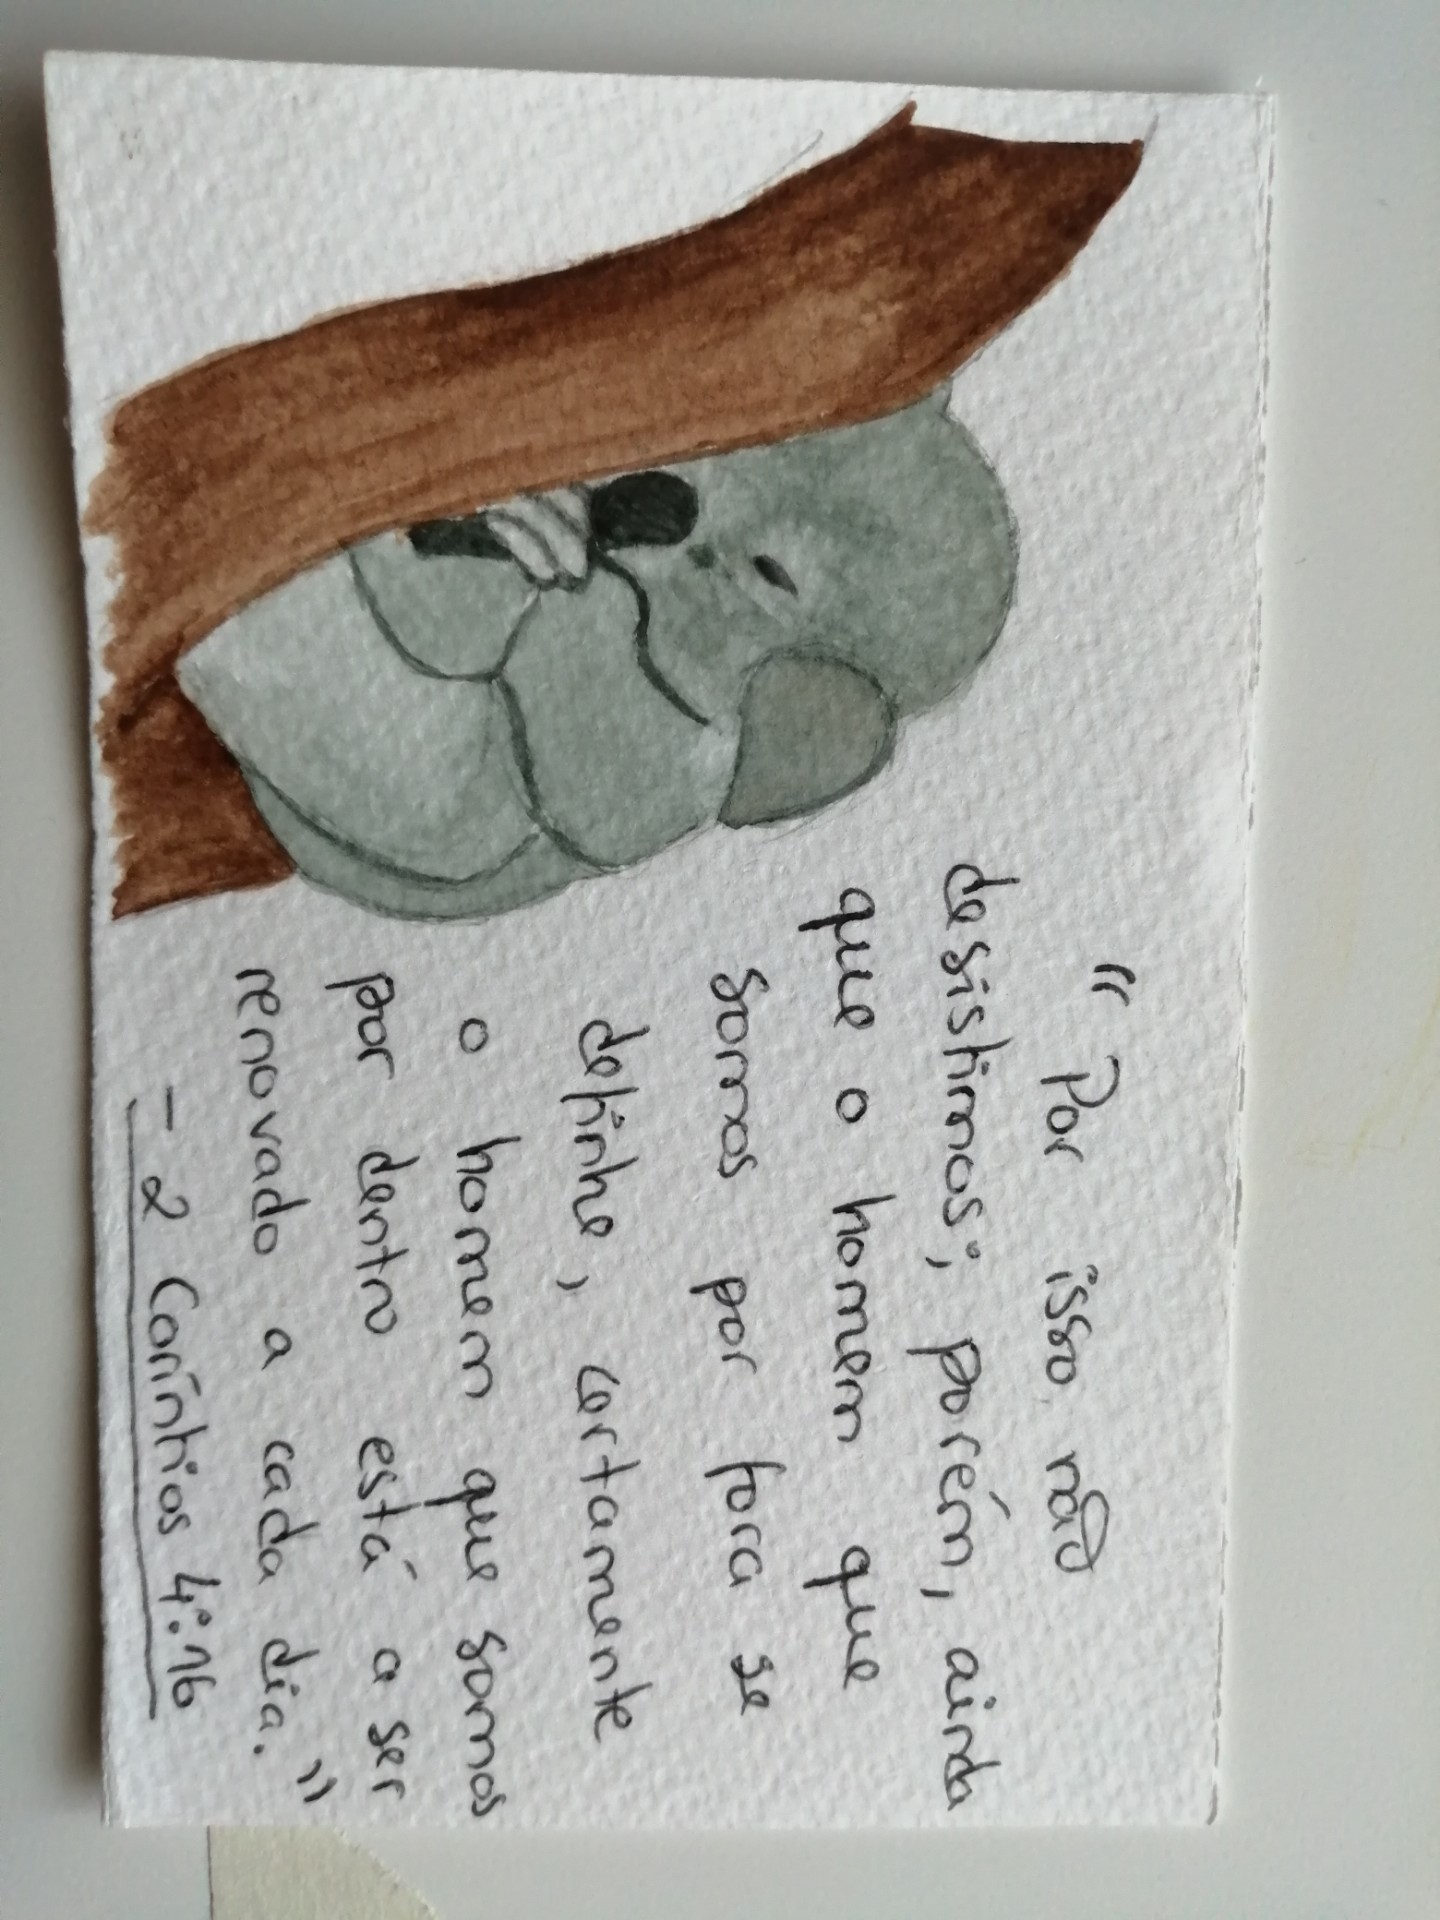 “ Por isso não
desistimos; porém, ainda
que o homem que
somos por fora se
definhe, certamente
o homem que somos
por dentro está a ser
renovado a cada dia. ”
– 2 Coríntios 4:16